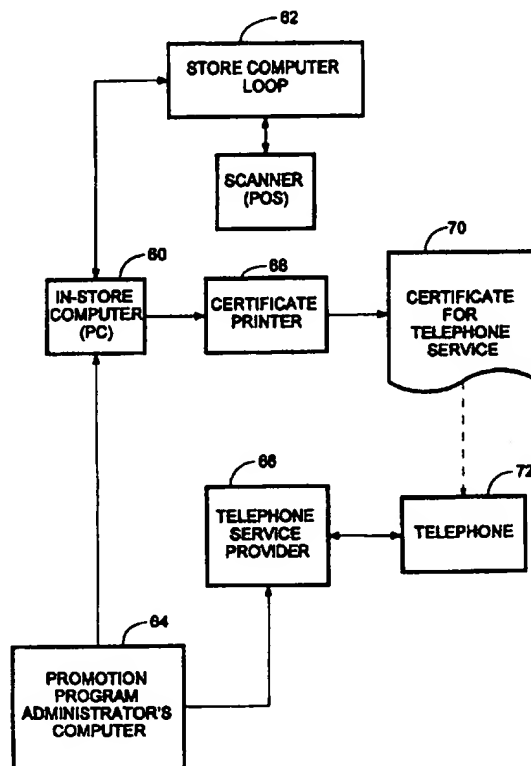 62
STORE COMPUTER
LOOP
SCANNER
(POS)
60
IN-STORE
COMPUTER
(PC)
68
CERTIFICATE
PRINTER
70
CERTIFICATE
FOR
TELEPHONE
SERVICE
66
TELEPHONE
SERVICE
PROVIDER
72
TELEPHONE
64
PROMOTION
PROGRAM
ADMINISTRATOR'S
COMPUTER